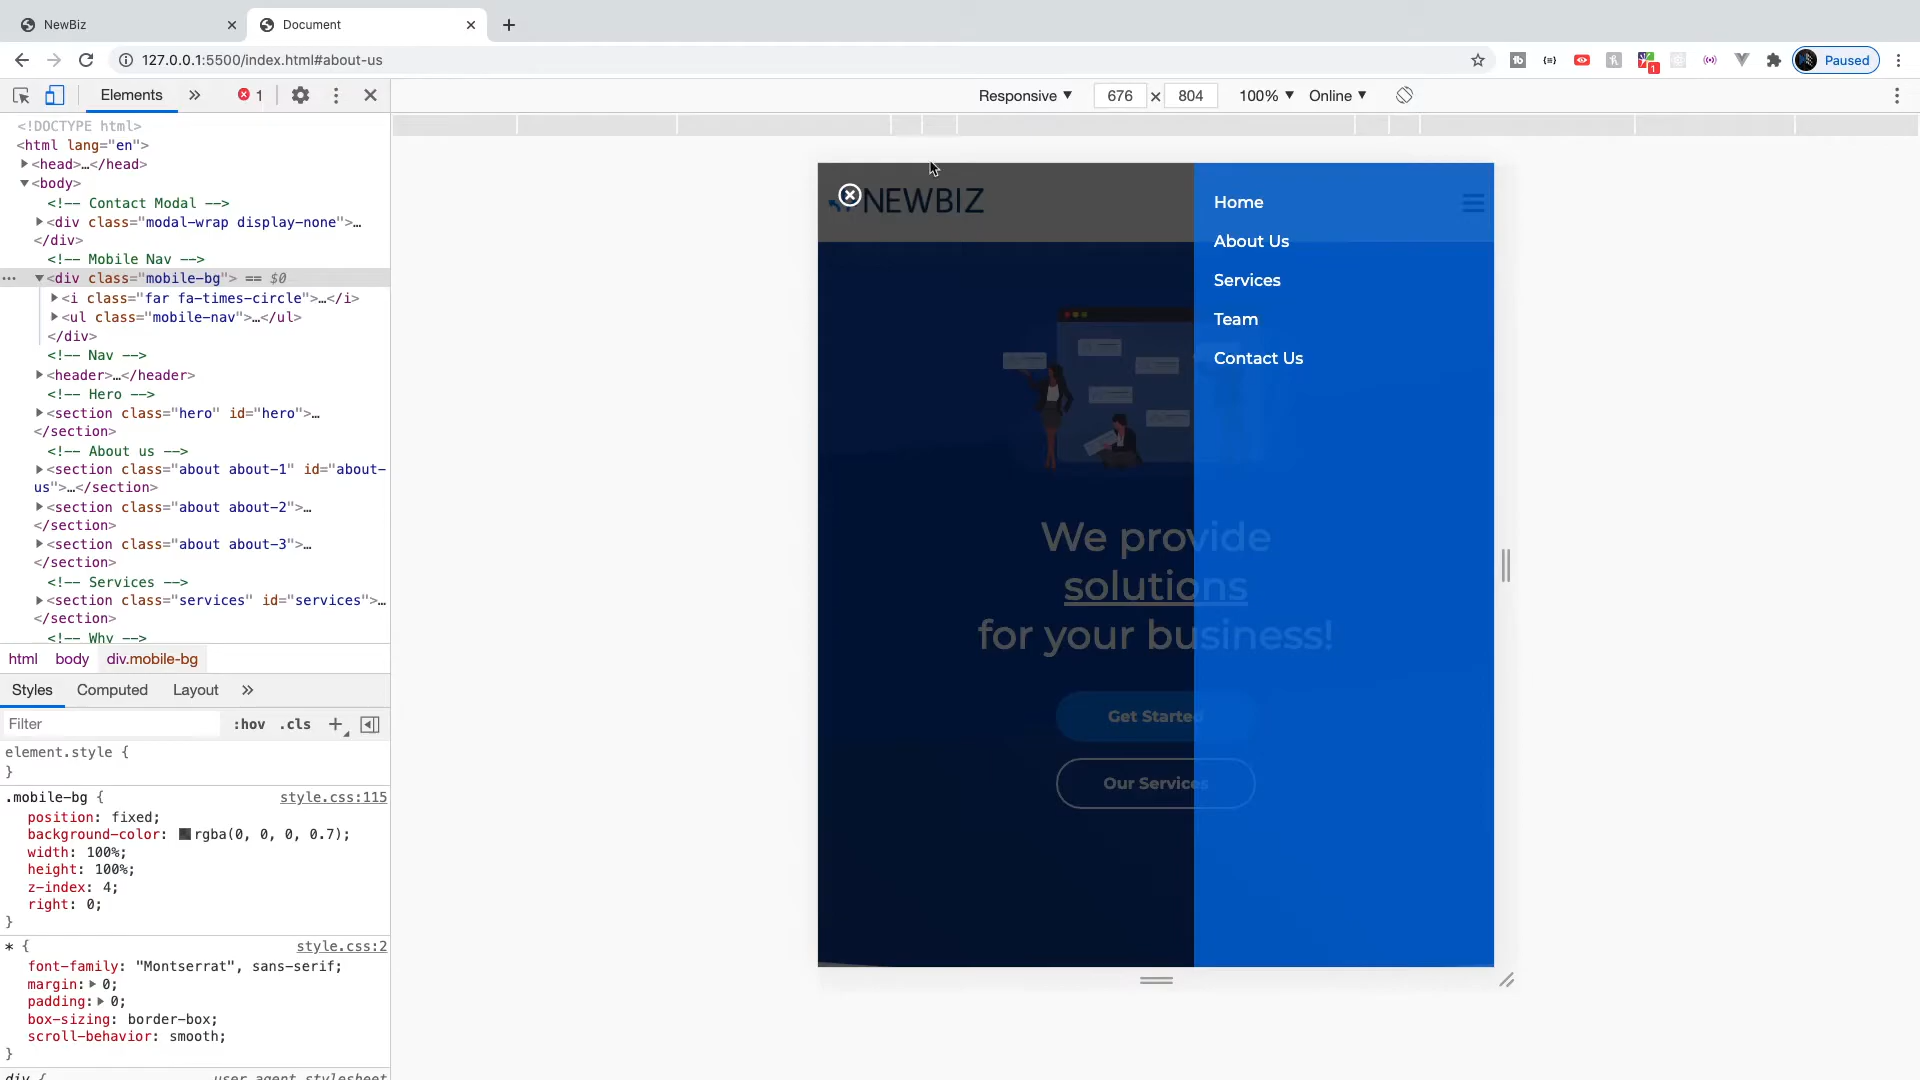 NewBiz
Document
127.0.0.1:5500/index.html#about-us
1
Paused
Elements
1
Responsive
676
804
100%
Online
<!DOCTYPE html>
<html lang="en">
<head>…</head>
<body>
<!-- Contact Modal -->
<div class="modal-wrap display-none">…
</div>
<!-- Mobile Nav -->
<div class="mobile-bg"> == $0
<i class="far fa-times-circle">…</i>
<ul class="mobile-nav">…</ul>
</div>
<!-- Nav -->
<header>…</header>
<!-- Hero -->
<section class="hero" id="hero">…
</section>
<!-- About us -->
<section class="about about-1" id="about-
us">…</section>
<section class="about about-2">…
</section>
<section class="about about-3">…
</section>
<!-- Services -->
<section class="services" id="services">…
</section>
<!-- Why -->
html
body
div.mobile-bg
Styles
Computed
Layout
Filter
:hov
.cls
element.style {
}
.mobile-bg {
style.css:115
position: fixed;
background-color: rgba(0, 0, 0, 0.7);
width: 100%;
height: 100%;
z-index: 4;
right: 0;
}
* {
style.css:2
font-family: "Montserrat", sans-serif;
margin: 0;
padding: 0;
box-sizing: border-box;
scroll-behavior: smooth;
}
div {
user agent stylesheet
NEWBIZ
Home
About Us
Services
Team
Contact Us
We provide
solutions
for your business!
Get Started
Our Services